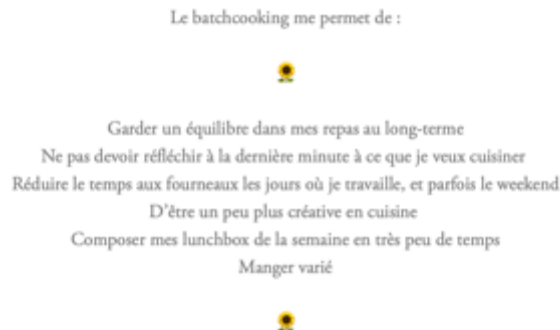 Le batchcooking me permet de :
Garder un équilibre dans mes repas au long-terme
Ne pas devoir réfléchir à la dernière minute à ce que je veux cuisiner
Réduire le temps aux fourneaux les jours où je travaille, et parfois le weekend
D'être un peu plus créative en cuisine
Composer mes lunchbox de la semaine en très peu de temps
Manger varié